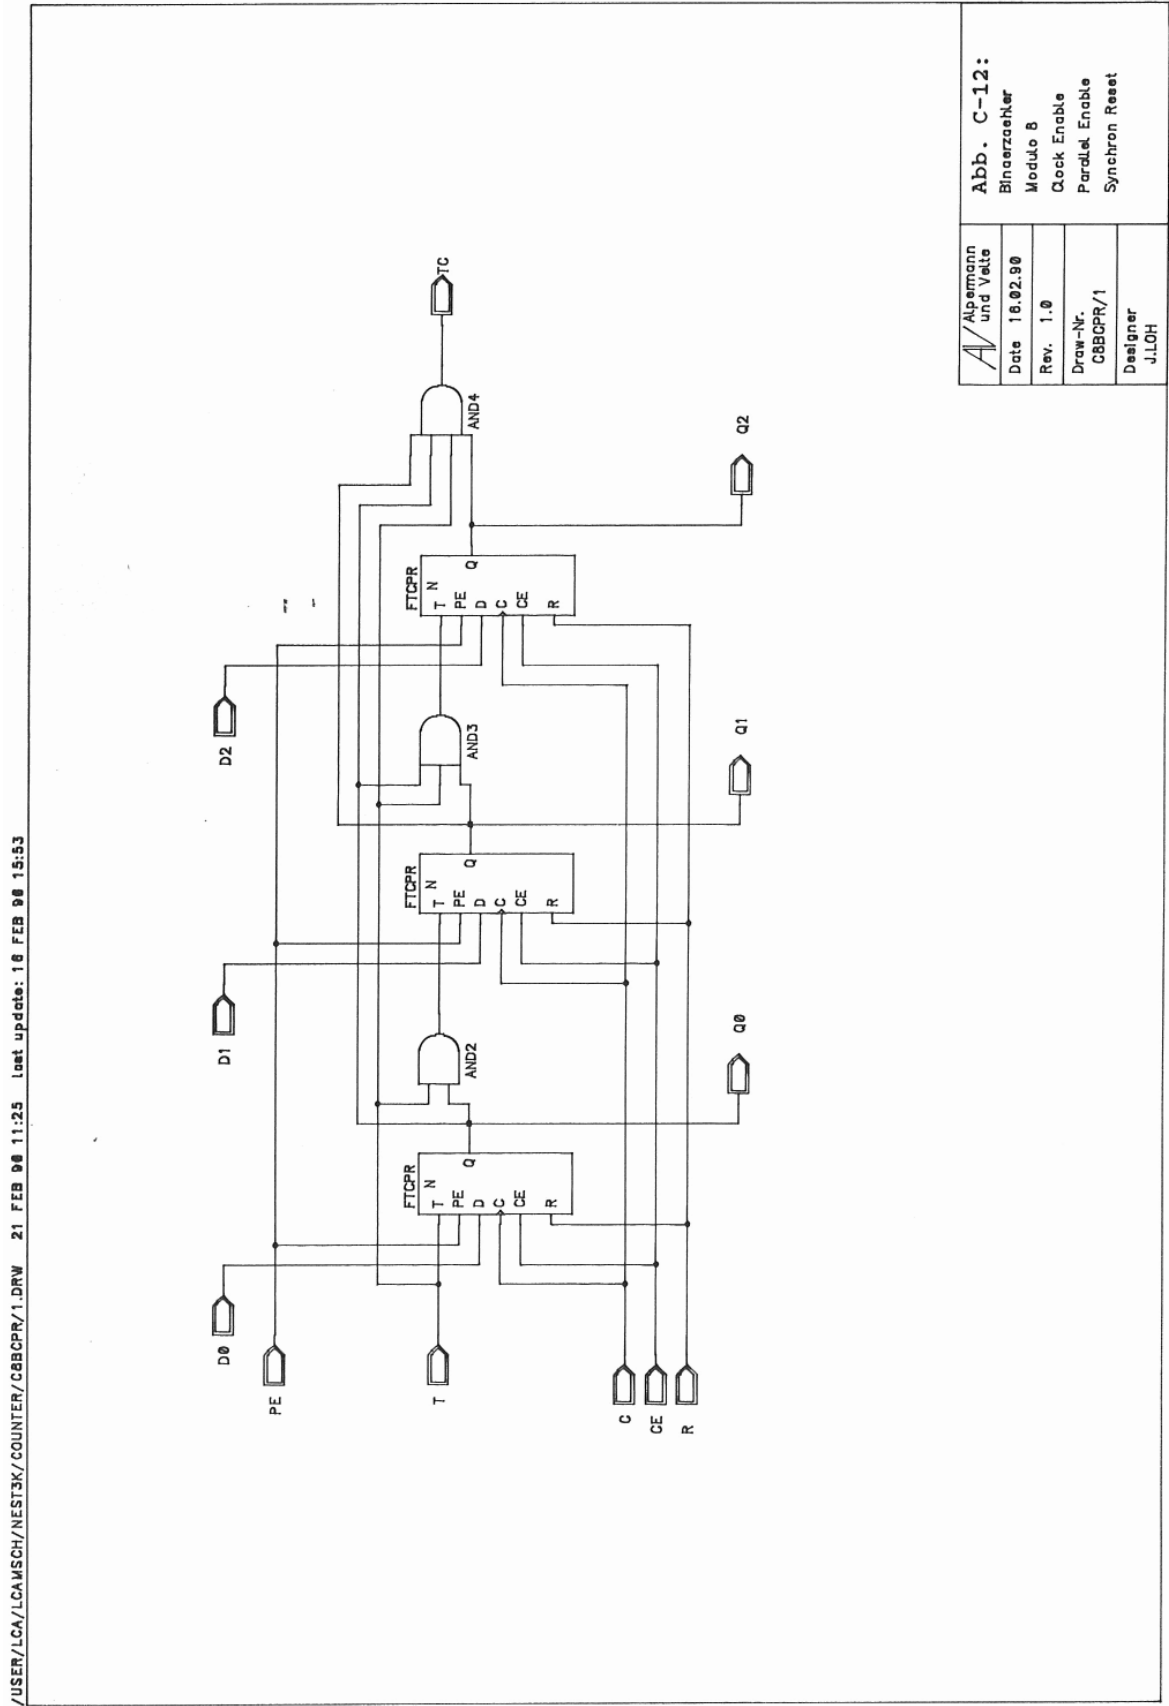 /USER/LCA/LCAMSCH/NEST3K/COUNTER/C8BCPR/1.DRW 21 FEB 90 11:25 Last update: 16 FEB 90 15:53
D0
D1
D2
PE
T
C
CE
R
FTCPR
T N
PE
D
C
CE
R
Q
AND2
FTCPR
T N
PE
D
C
CE
R
Q
AND3
FTCPR
T N
PE
D
C
CE
R
Q
AND4
TC
Q0
Q1
Q2
AV Alpermann
und Velte
Date 16.02.90
Rev. 1.0
Draw-Nr.
C8BCPR/1
Designer
J.LOH
Abb. C-12:
Binaerzaehler
Modulo 8
Clock Enable
Parallel Enable
Synchron Reset